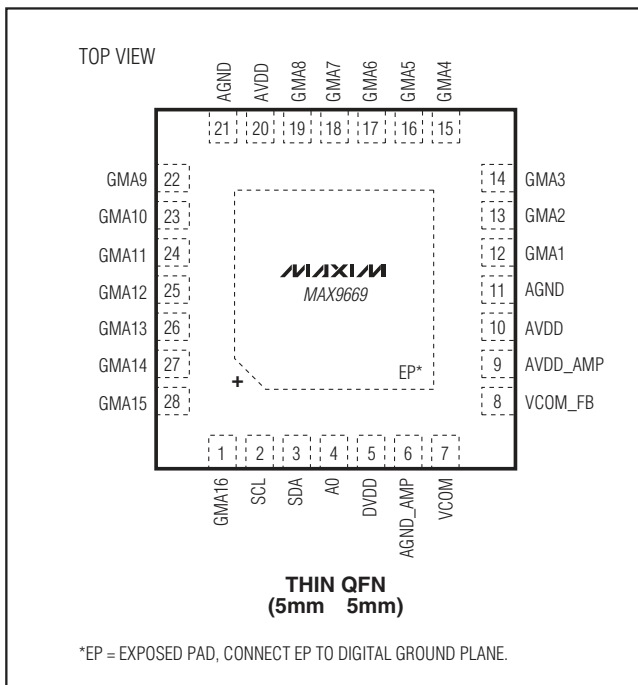 TOP VIEW
AGND
AVDD
GMA8
GMA7
GMA6
GMA5
GMA4
21 20 19 18 17 16 15
GMA9 22
GMA10 23
GMA11 24
GMA12 25
GMA13 26
GMA14 27
GMA15 28
14 GMA3
13 GMA2
12 GMA1
11 AGND
10 AVDD
9 AVDD_AMP
8 VCOM_FB
MAXIM
MAX9669
EP*
+
1 2 3 4 5 6 7
GMA16
SCL
SDA
A0
DVDD
AGND_AMP
VCOM
THIN QFN
(5mm 5mm)
*EP = EXPOSED PAD, CONNECT EP TO DIGITAL GROUND PLANE.